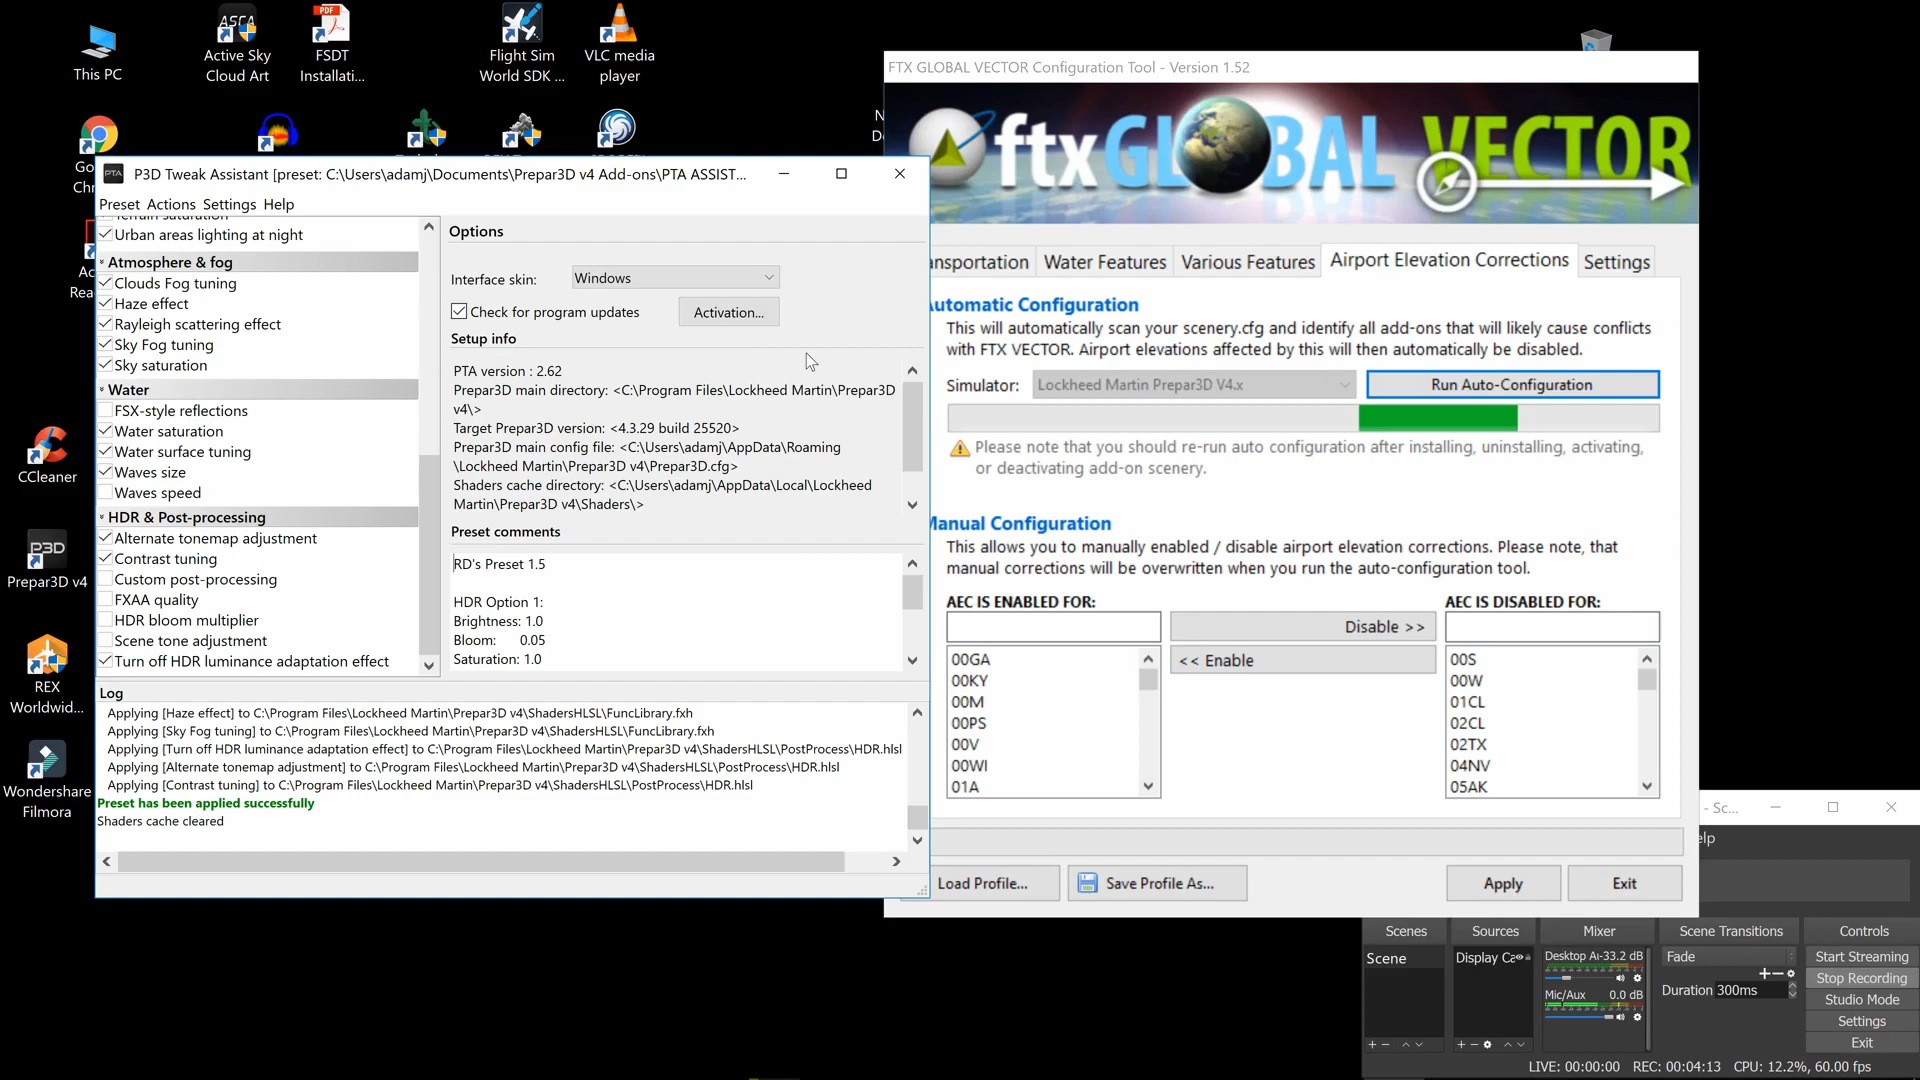 This PC
ASCA
Active Sky
Cloud Art
PDF
FSDT
Installati...
Flight Sim
World SDK ...
VLC media
player
P3D Tweak Assistant [preset: C:\Users\adamj\Documents\Prepar3D v4 Add-ons\PTA ASSIST...
PTA
Preset Actions Settings Help
Terrain saturation
Urban areas lighting at night
Atmosphere & fog
Clouds Fog tuning
Haze effect
Rayleigh scattering effect
Sky Fog tuning
Sky saturation
Water
FSX-style reflections
Water saturation
Water surface tuning
Waves size
Waves speed
HDR & Post-processing
Alternate tonemap adjustment
Contrast tuning
Custom post-processing
FXAA quality
HDR bloom multiplier
Scene tone adjustment
Turn off HDR luminance adaptation effect
Options
Interface skin:
Windows
Check for program updates
Activation...
Setup info
PTA version : 2.62
Prepar3D main directory: <C:\Program Files\Lockheed Martin\Prepar3D
v4\>
Target Prepar3D version: <4.3.29 build 25520>
Prepar3D main config file: <C:\Users\adamj\AppData\Roaming
\Lockheed Martin\Prepar3D v4\Prepar3D.cfg>
Shaders cache directory: <C:\Users\adamj\AppData\Local\Lockheed
Martin\Prepar3D v4\Shaders\>
Preset comments
RD's Preset 1.5
HDR Option 1:
Brightness: 1.0
Bloom: 0.05
Saturation: 1.0
Log
Applying [Haze effect] to C:\Program Files\Lockheed Martin\Prepar3D v4\ShadersHLSL\FuncLibrary.fxh
Applying [Sky Fog tuning] to C:\Program Files\Lockheed Martin\Prepar3D v4\ShadersHLSL\FuncLibrary.fxh
Applying [Turn off HDR luminance adaptation effect] to C:\Program Files\Lockheed Martin\Prepar3D v4\ShadersHLSL\PostProcess\HDR.hlsl
Applying [Alternate tonemap adjustment] to C:\Program Files\Lockheed Martin\Prepar3D v4\ShadersHLSL\PostProcess\HDR.hlsl
Applying [Contrast tuning] to C:\Program Files\Lockheed Martin\Prepar3D v4\ShadersHLSL\PostProcess\HDR.hlsl
Preset has been applied successfully
Shaders cache cleared
CCleaner
P3D
Prepar3D v4
REX
Worldwid...
Wondershare
Filmora
FTX GLOBAL VECTOR Configuration Tool - Version 1.52
ftxGLOBAL VECTOR
ansportation
Water Features
Various Features
Airport Elevation Corrections
Settings
Automatic Configuration
This will automatically scan your scenery.cfg and identify all add-ons that will likely cause conflicts
with FTX VECTOR. Airport elevations affected by this will then automatically be disabled.
Simulator:
Lockheed Martin Prepar3D V4.x
Run Auto-Configuration
Please note that you should re-run auto configuration after installing, uninstalling, activating,
or deactivating add-on scenery.
Manual Configuration
This allows you to manually enabled / disable airport elevation corrections. Please note, that
manual corrections will be overwritten when you run the auto-configuration tool.
AEC IS ENABLED FOR:
AEC IS DISABLED FOR:
Disable >>
<< Enable
00GA
00KY
00M
00PS
00V
00WI
01A
00S
00W
01CL
02CL
02TX
04NV
05AK
Load Profile...
Save Profile As...
Apply
Exit
- Sc...
elp
Scenes
Sources
Mixer
Scene Transitions
Controls
Scene
Display Ca
Desktop Au -33.2 dB
Mic/Aux 0.0 dB
Fade
Duration 300ms
Start Streaming
Stop Recording
Studio Mode
Settings
Exit
LIVE: 00:00:00 REC: 00:04:13 CPU: 12.2%, 60.00 fps